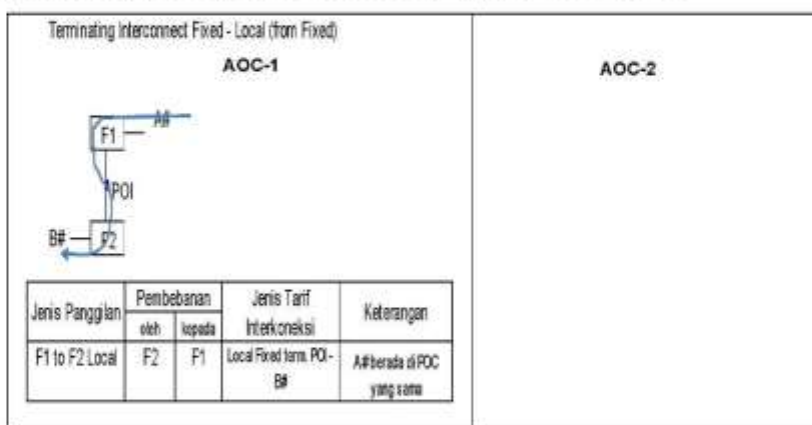 Terminating Interconnect Fixed - Local (from Fixed)
AOC-1
AOC-2
A#
F1
POI
B#
F2
Jenis Panggilan
Pembebanan
Jenis Tarif
Interkoneksi
Keterangan
oleh
kepada
F1 to F2 Local
F2
F1
Local Fixed term. POI -
B#
A# berada di POC
yang sama